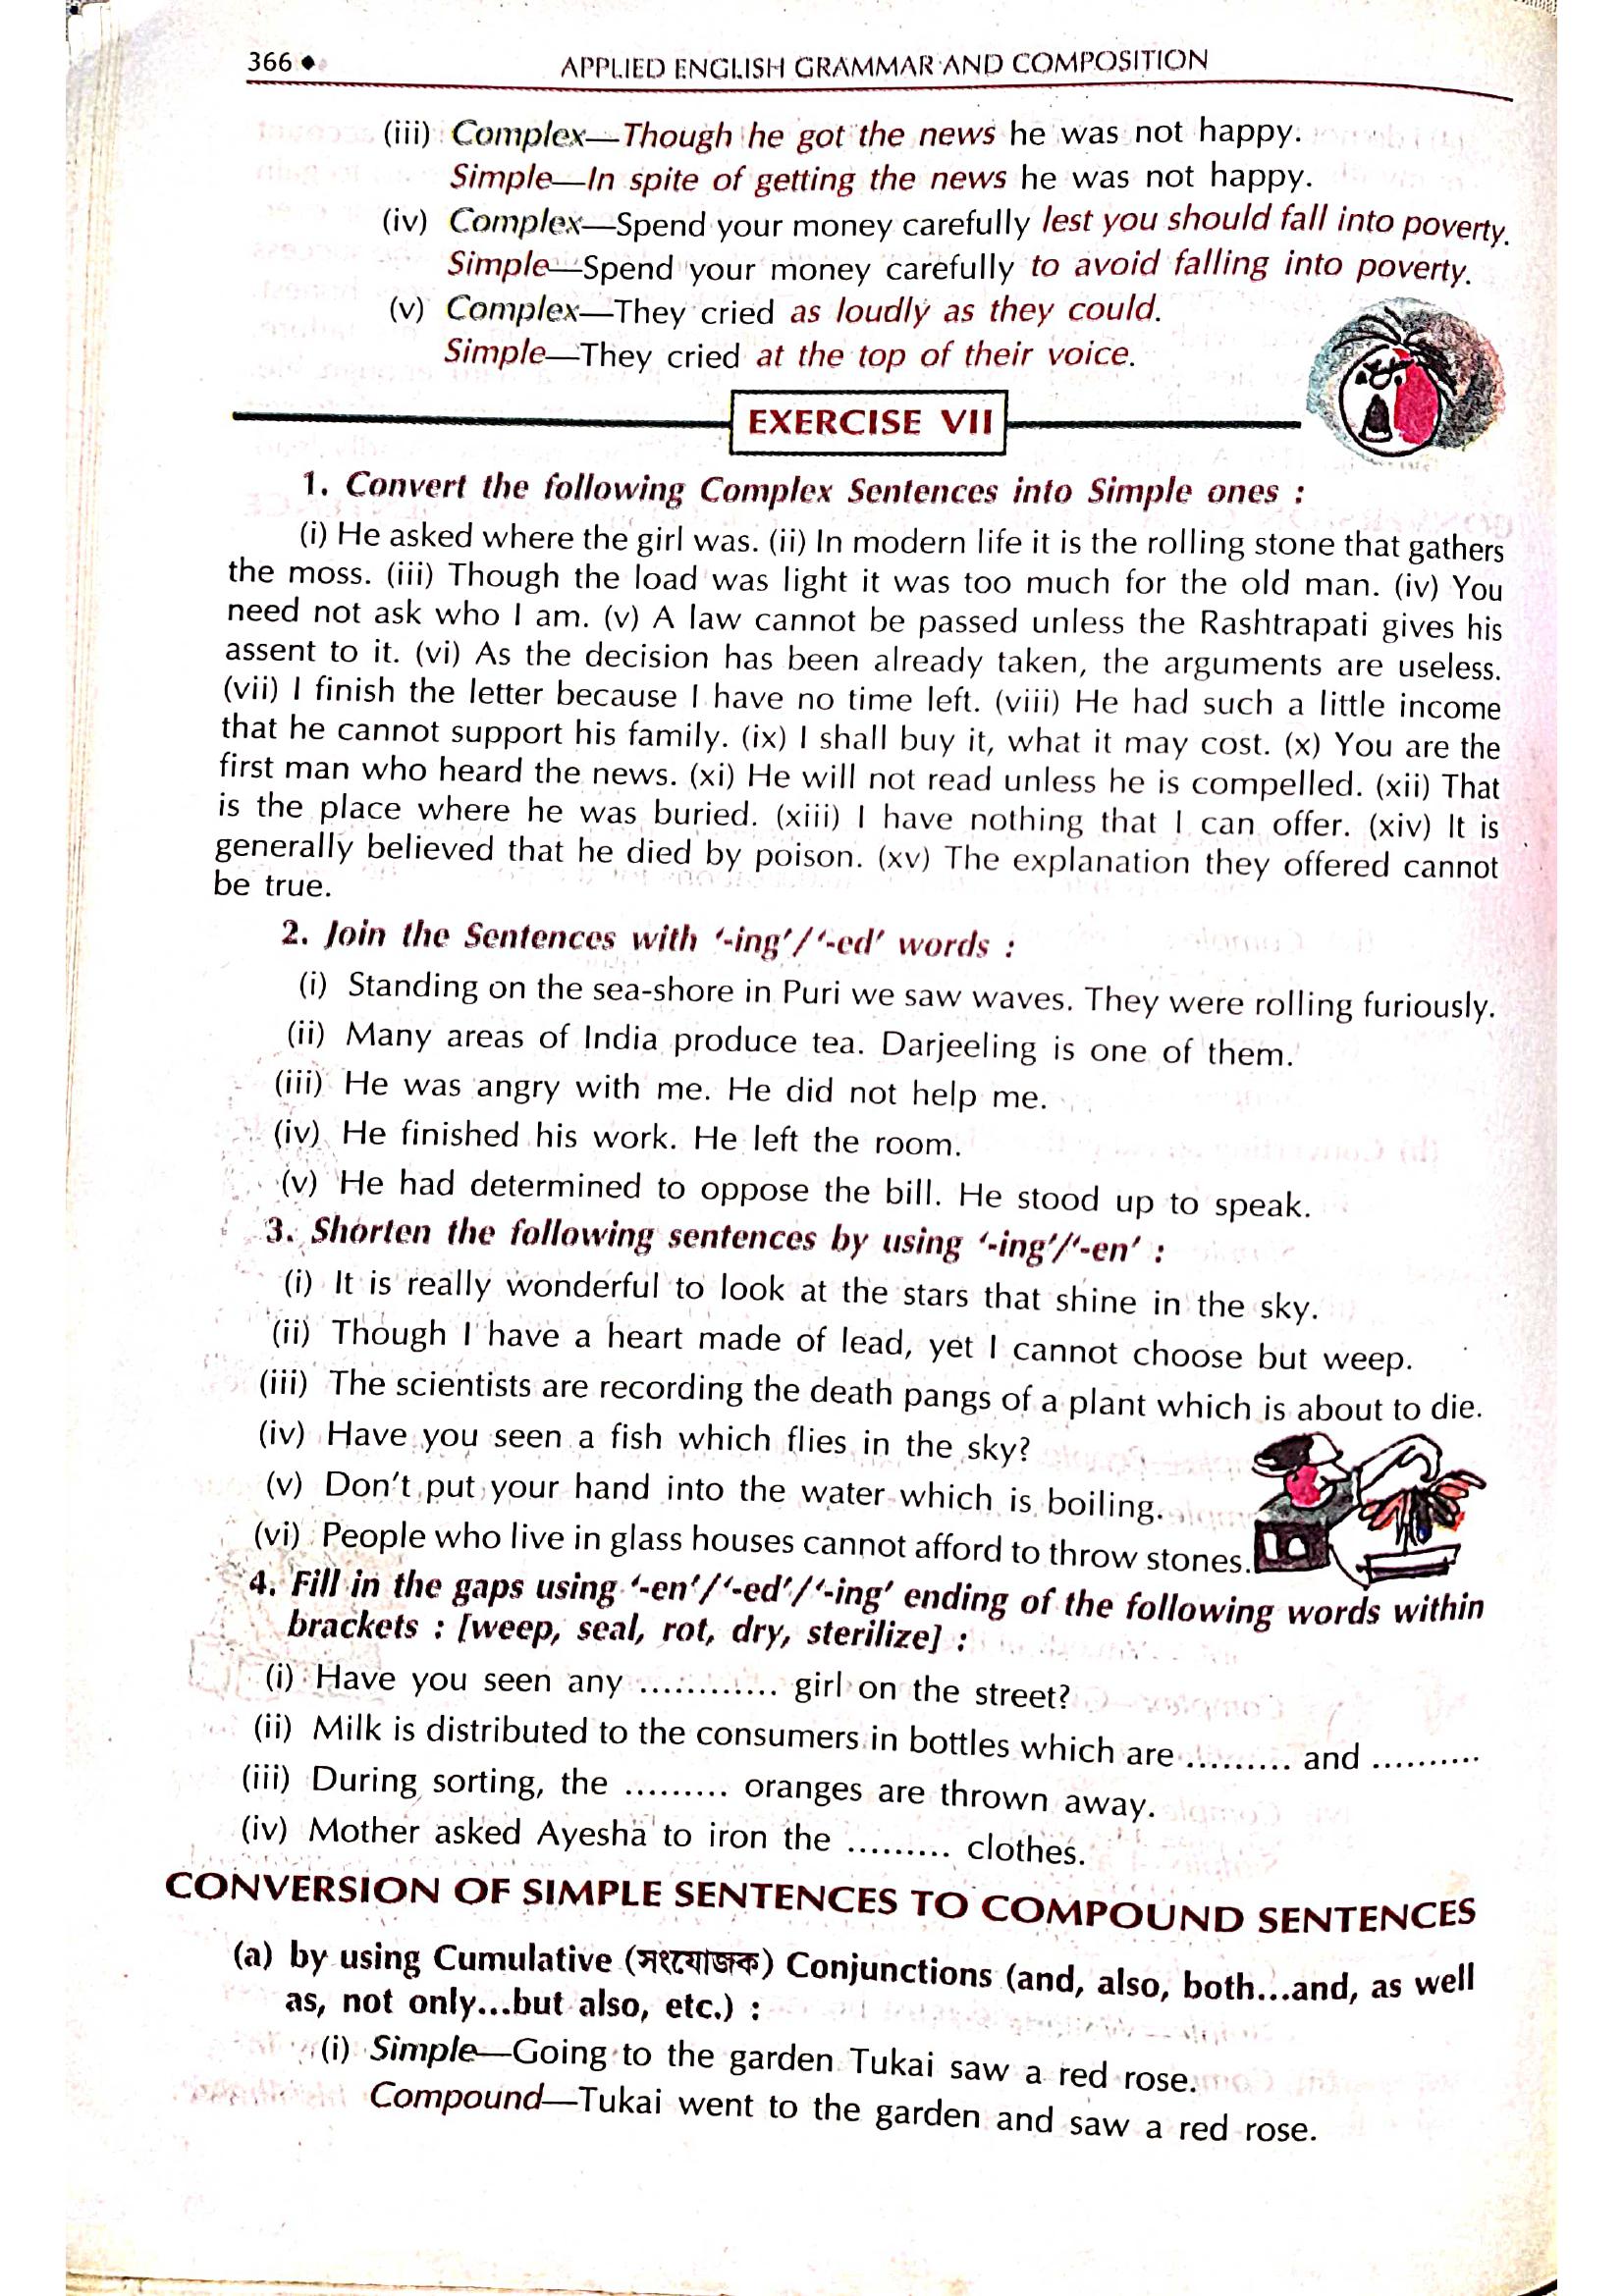 366 ◆ APPLIED ENGLISH GRAMMAR AND COMPOSITION
(iii) Complex—Though he got the news he was not happy.
Simple—In spite of getting the news he was not happy.
(iv) Complex—Spend your money carefully lest you should fall into poverty.
Simple—Spend your money carefully to avoid falling into poverty.
(v) Complex—They cried as loudly as they could.
Simple—They cried at the top of their voice.
EXERCISE VII
1. Convert the following Complex Sentences into Simple ones :
(i) He asked where the girl was. (ii) In modern life it is the rolling stone that gathers
the moss. (iii) Though the load was light it was too much for the old man. (iv) You
need not ask who I am. (v) A law cannot be passed unless the Rashtrapati gives his
assent to it. (vi) As the decision has been already taken, the arguments are useless.
(vii) I finish the letter because I have no time left. (viii) He had such a little income
that he cannot support his family. (ix) I shall buy it, what it may cost. (x) You are the
first man who heard the news. (xi) He will not read unless he is compelled. (xii) That
is the place where he was buried. (xiii) I have nothing that I can offer. (xiv) It is
generally believed that he died by poison. (xv) The explanation they offered cannot
be true.
2. Join the Sentences with ‘-ing’/‘-ed’ words :
(i) Standing on the sea-shore in Puri we saw waves. They were rolling furiously.
(ii) Many areas of India produce tea. Darjeeling is one of them.
(iii) He was angry with me. He did not help me.
(iv) He finished his work. He left the room.
(v) He had determined to oppose the bill. He stood up to speak.
3. Shorten the following sentences by using ‘-ing’/‘-en’ :
(i) It is really wonderful to look at the stars that shine in the sky.
(ii) Though I have a heart made of lead, yet I cannot choose but weep.
(iii) The scientists are recording the death pangs of a plant which is about to die.
(iv) Have you seen a fish which flies in the sky?
(v) Don’t put your hand into the water which is boiling.
(vi) People who live in glass houses cannot afford to throw stones.
4. Fill in the gaps using ‘-en’/‘-ed’/‘-ing’ ending of the following words within
brackets : [weep, seal, rot, dry, sterilize] :
(i) Have you seen any ............ girl on the street?
(ii) Milk is distributed to the consumers in bottles which are .......... and ..........
(iii) During sorting, the ......... oranges are thrown away.
(iv) Mother asked Ayesha to iron the ......... clothes.
CONVERSION OF SIMPLE SENTENCES TO COMPOUND SENTENCES
(a) by using Cumulative (সংযোজক) Conjunctions (and, also, both...and, as well
as, not only...but also, etc.) :
(i) Simple—Going to the garden Tukai saw a red rose.
Compound—Tukai went to the garden and saw a red rose.